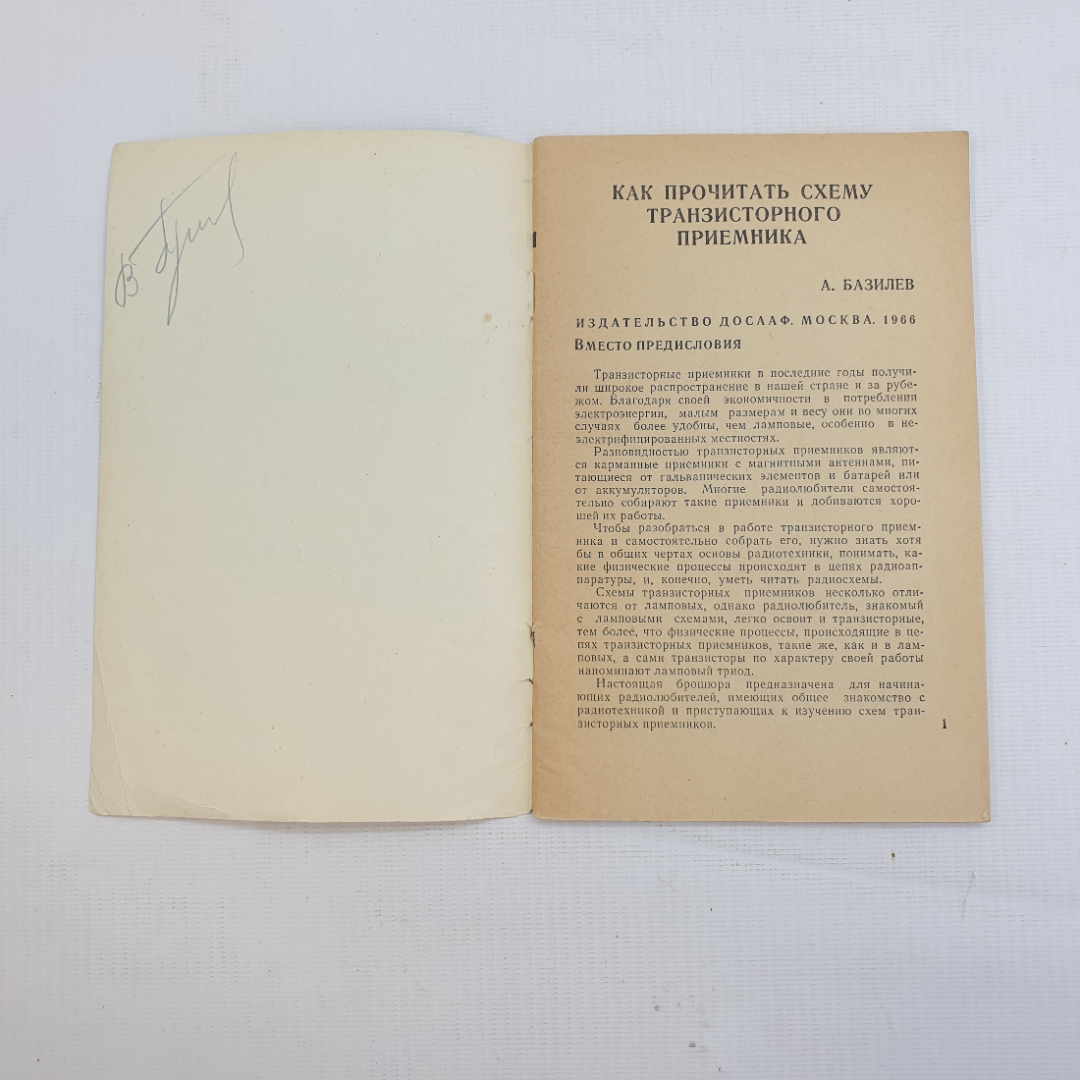 КАК ПРОЧИТАТЬ СХЕМУ
ТРАНЗИСТОРНОГО
ПРИЕМНИКА
А. БАЗИЛЕВ
ИЗДАТЕЛЬСТВО ДОСААФ. МОСКВА. 1966
ВМЕСТО ПРЕДИСЛОВИЯ
Транзисторные приемники в последние годы получи-
ли широкое распространение в нашей стране и за рубе-
жом. Благодаря своей экономичности в потреблении
электроэнергии, малым размерам и весу они во многих
случаях более удобны, чем ламповые, особенно в не-
электрифицированных местностях.
Разновидностью транзисторных приемников являют-
ся карманные приемники с магнитными антеннами, пи-
тающиеся от гальванических элементов и батарей или
от аккумуляторов. Многие радиолюбители самостоя-
тельно собирают такие приемники и добиваются хоро-
шей их работы.
Чтобы разобраться в работе транзисторного прием-
ника и самостоятельно собрать его, нужно знать хотя
бы в общих чертах основы радиотехники, понимать, ка-
кие физические процессы происходят в цепях радиоап-
паратуры, и, конечно, уметь читать радиосхемы.
Схемы транзисторных приемников несколько отли-
чаются от ламповых, однако радиолюбитель, знакомый
с ламповыми схемами, легко освоит и транзисторные,
тем более, что физические процессы, происходящие в це-
пях транзисторных приемников, такие же, как и в лам-
повых, а сами транзисторы по характеру своей работы
напоминают ламповый триод.
Настоящая брошюра предназначена для начина-
ющих радиолюбителей, имеющих общее знакомство с
радиотехникой и приступающих к изучению схем тран-
зисторных приемников.
1